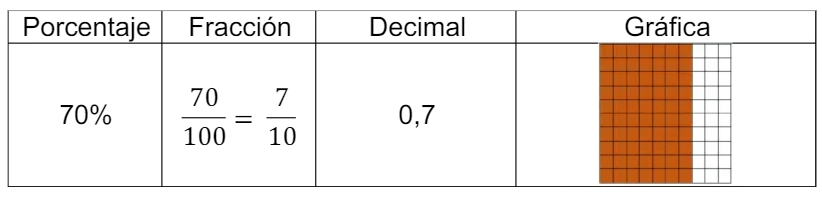 Porcentaje Fracción Decimal Gráfica
70% 70/100 = 7/10 0,7